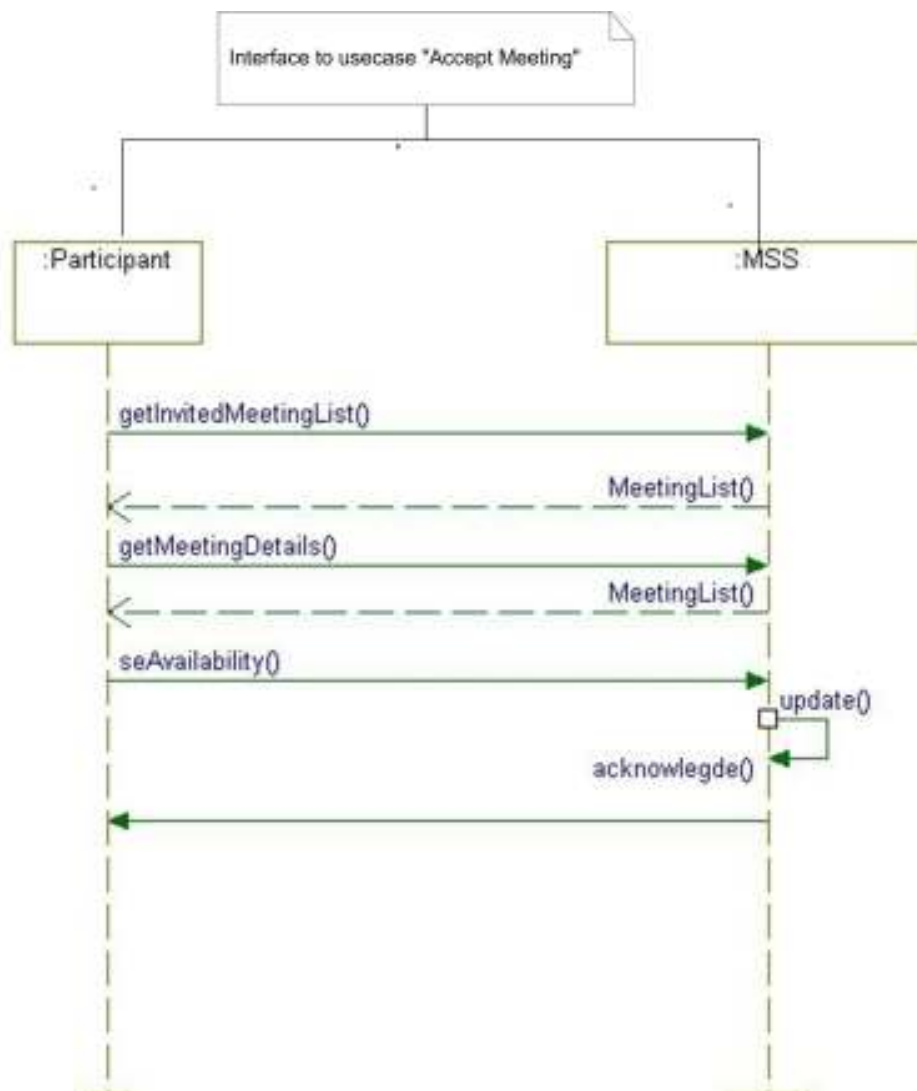 Interface to usecase "Accept Meeting"
:Participant
:MSS
getInvitedMeetingList()
MeetingList()
getMeetingDetails()
MeetingList()
seAvailability()
update()
acknowlegde()